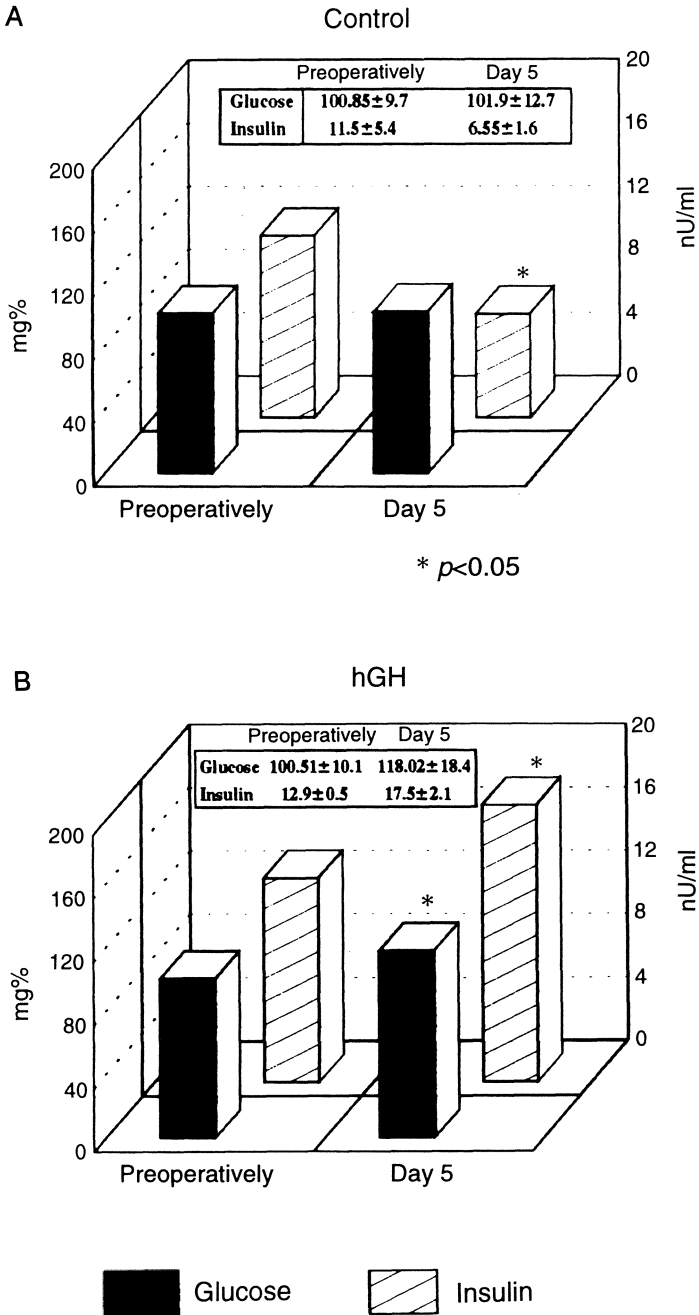 A
Control
Preoperatively Day 5
Glucose 100.85±9.7 101.9±12.7
Insulin 11.5±5.4 6.55±1.6
20
16
12
8
4
0
nU/ml
200
160
120
80
40
0
mg%
*
Preoperatively Day 5
* p<0.05
B
hGH
Preoperatively Day 5
Glucose 100.51±10.1 118.02±18.4
Insulin 12.9±0.5 17.5±2.1
20
16
12
8
4
0
nU/ml
200
160
120
80
40
0
mg%
*
*
Preoperatively Day 5
Glucose Insulin